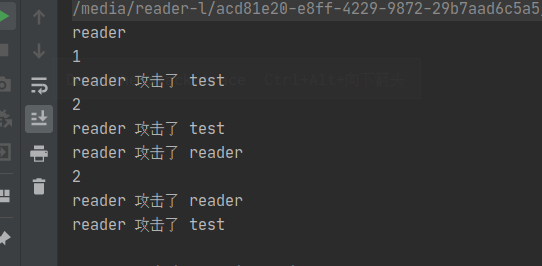 /media/reader-l/acd81e20-e8ff-4229-9872-29b7aad6c5a5
reader
1
reader 攻击了 test
2
reader 攻击了 test
reader 攻击了 reader
2
reader 攻击了 reader
reader 攻击了 test